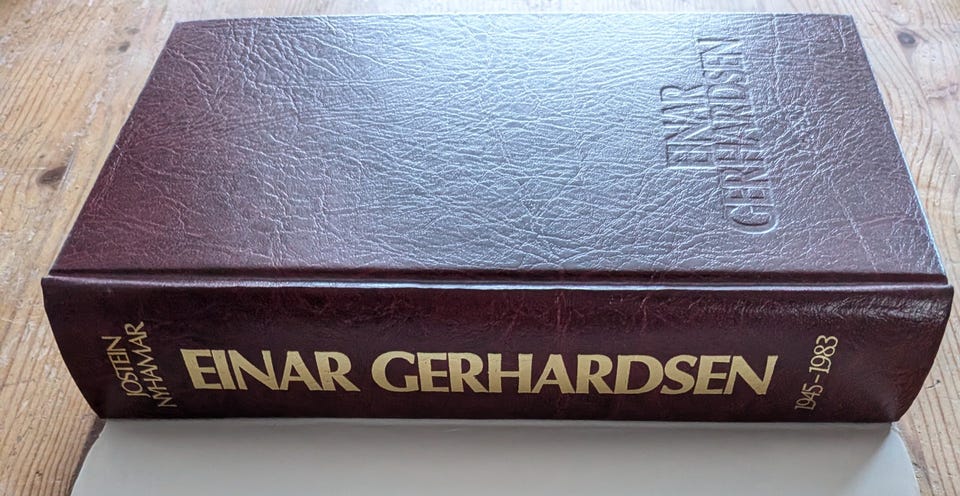 EINAR
GERHARDSEN
JOSTEIN
NYHAMAR
EINAR GERHARDSEN
1945-1983